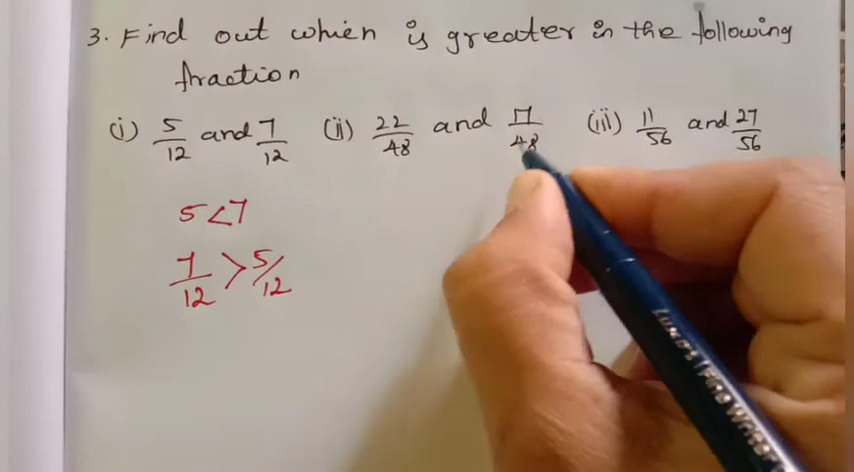 3. Find out which is greater in the following
fraction
(i) 5/12 and 7/12 (ii) 22/48 and 17/48 (iii) 11/56 and 27/56
5<7
7/12 > 5/12